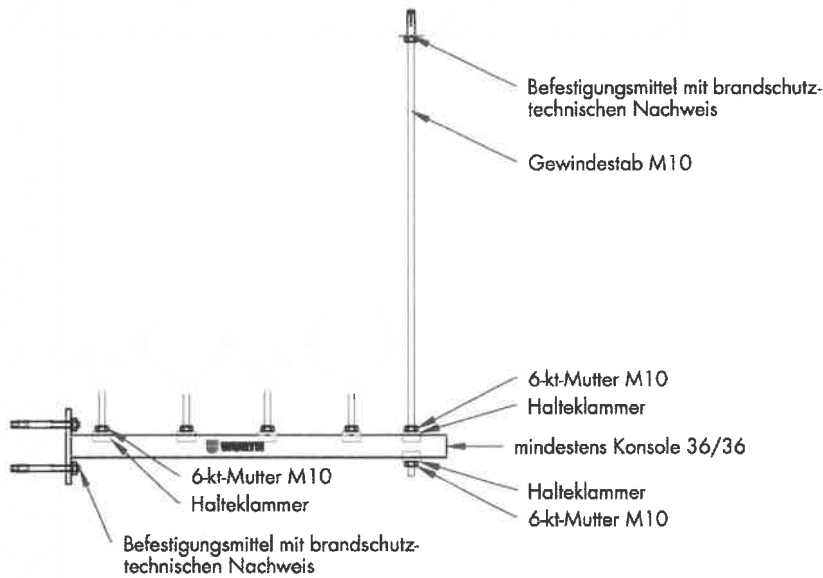 Befestigungsmittel mit brandschutz-
technischen Nachweis
Gewindestab M10
6-kt-Mutter M10
Halteklammer
mindestens Konsole 36/36
WÜRTH
6-kt-Mutter M10
Halteklammer
Halteklammer
6-kt-Mutter M10
Befestigungsmittel mit brandschutz-
technischen Nachweis